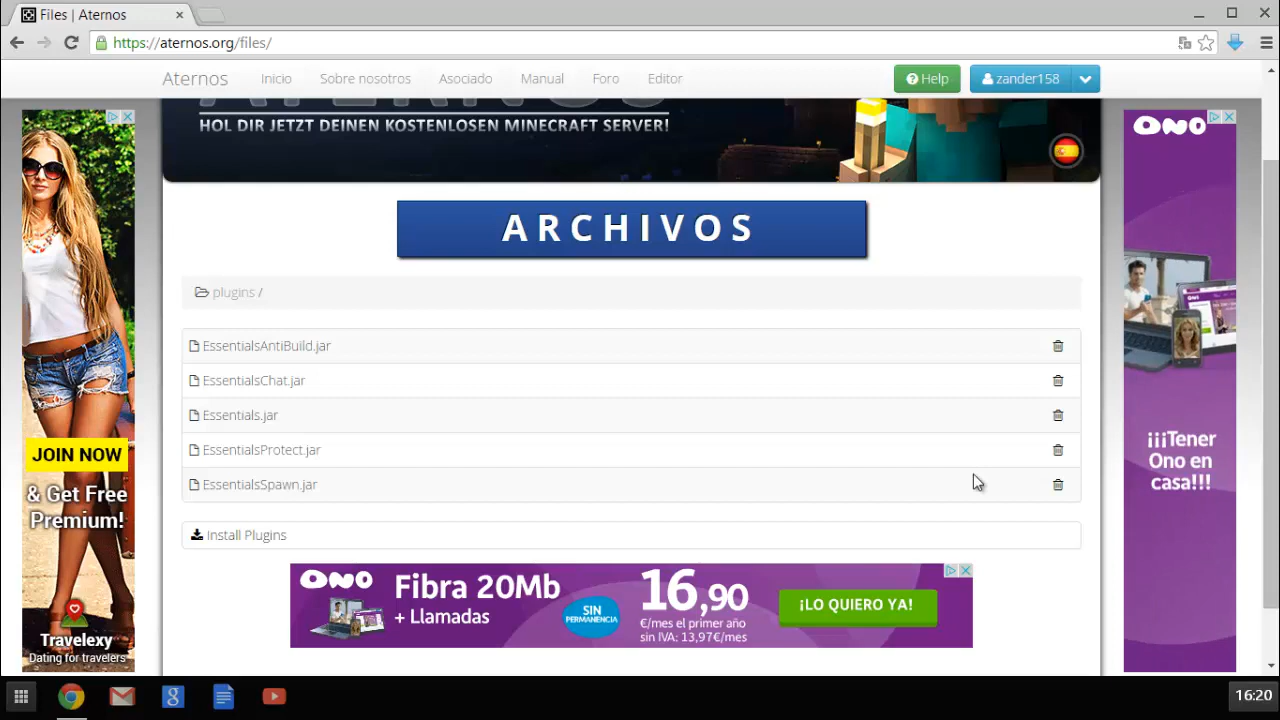 Files | Aternos
https://aternos.org/files/
Aternos
Inicio
Sobre nosotros
Asociado
Manual
Foro
Editor
Help
zander158
HOL DIR JETZT DEINEN KOSTENLOSEN MINECRAFT SERVER!
ARCHIVOS
plugins /
EssentialsAntiBuild.jar
EssentialsChat.jar
Essentials.jar
EssentialsProtect.jar
EssentialsSpawn.jar
Install Plugins
JOIN NOW
& Get Free
Premium!
Travelexy
Dating for travelers
ONO
¡¡¡Tener
Ono en
casa!!!
ONO
Fibra 20Mb
+ Llamadas
SIN
PERMANENCIA
16,90
€/mes el primer año
sin IVA: 13,97€/mes
¡LO QUIERO YA!
16:20